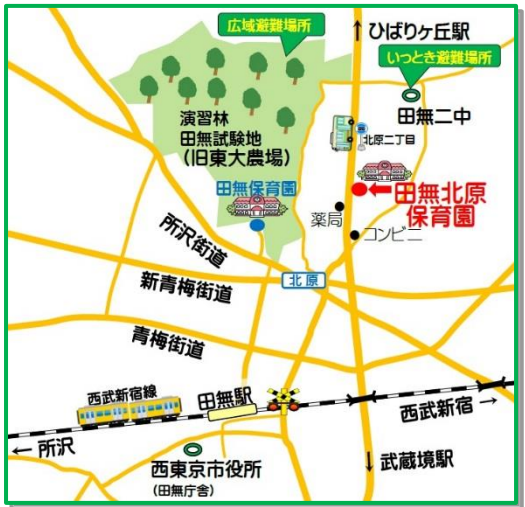 広域避難場所
↑ ひばりヶ丘駅
いっとき避難場所
田無二中
演習林
田無試験地
(旧東大農場)
北原二丁目
田無保育園
田無北原
保育園
薬局
コンビニ
所沢街道
北原
新青梅街道
青梅街道
西武新宿線
田無駅
西武新宿 →
← 所沢
西東京市役所
(田無庁舎)
↓ 武蔵境駅